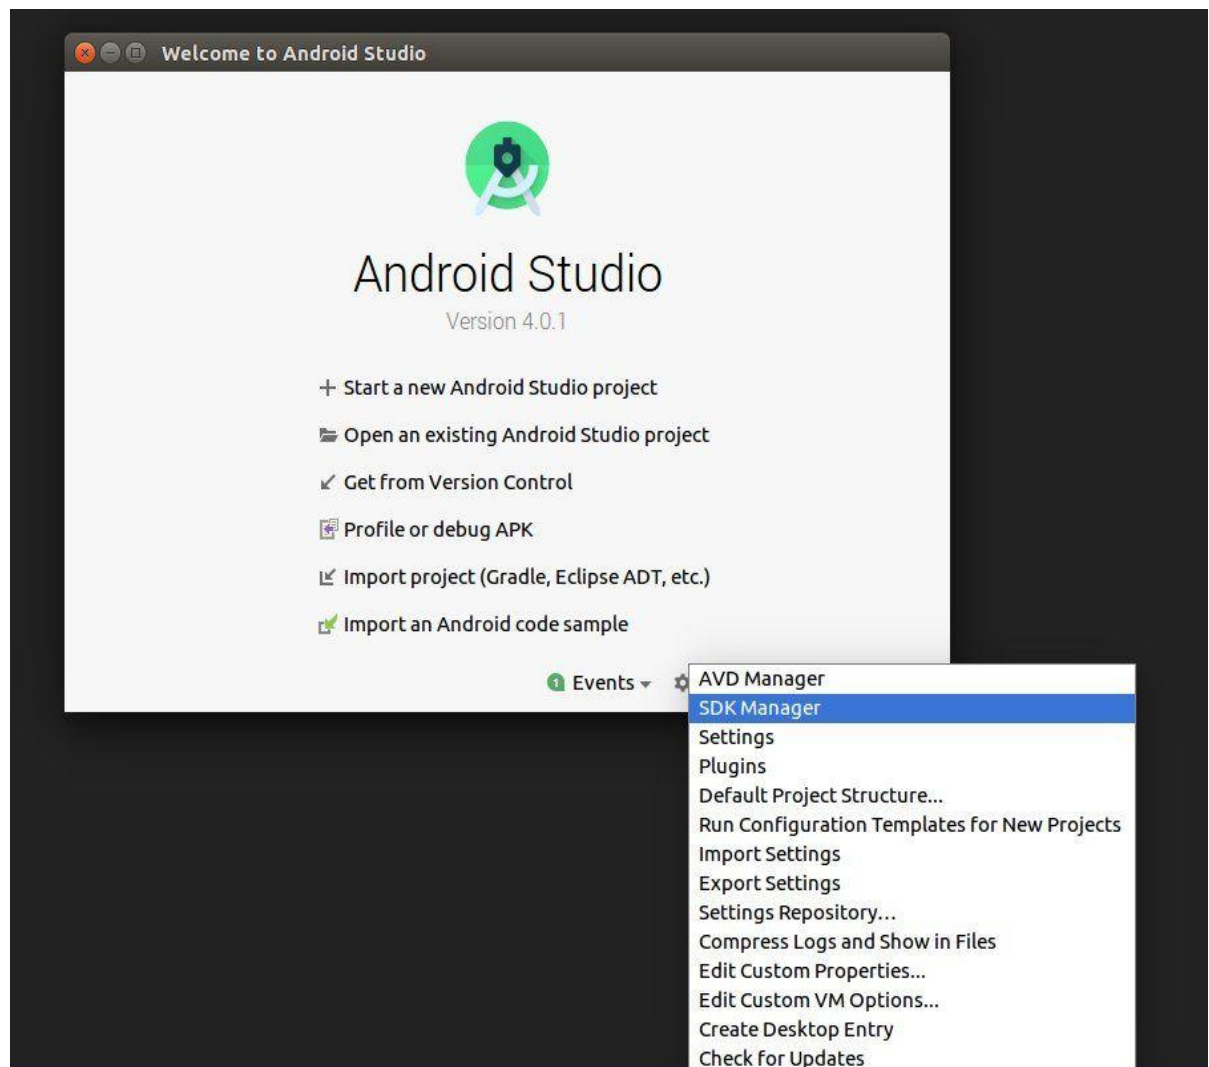 Welcome to Android Studio
Android Studio
Version 4.0.1
Start a new Android Studio project
Open an existing Android Studio project
Get from Version Control
Profile or debug APK
Import project (Gradle, Eclipse ADT, etc.)
Import an Android code sample
1 Events
AVD Manager
SDK Manager
Settings
Plugins
Default Project Structure...
Run Configuration Templates for New Projects
Import Settings
Export Settings
Settings Repository...
Compress Logs and Show in Files
Edit Custom Properties...
Edit Custom VM Options...
Create Desktop Entry
Check for Updates